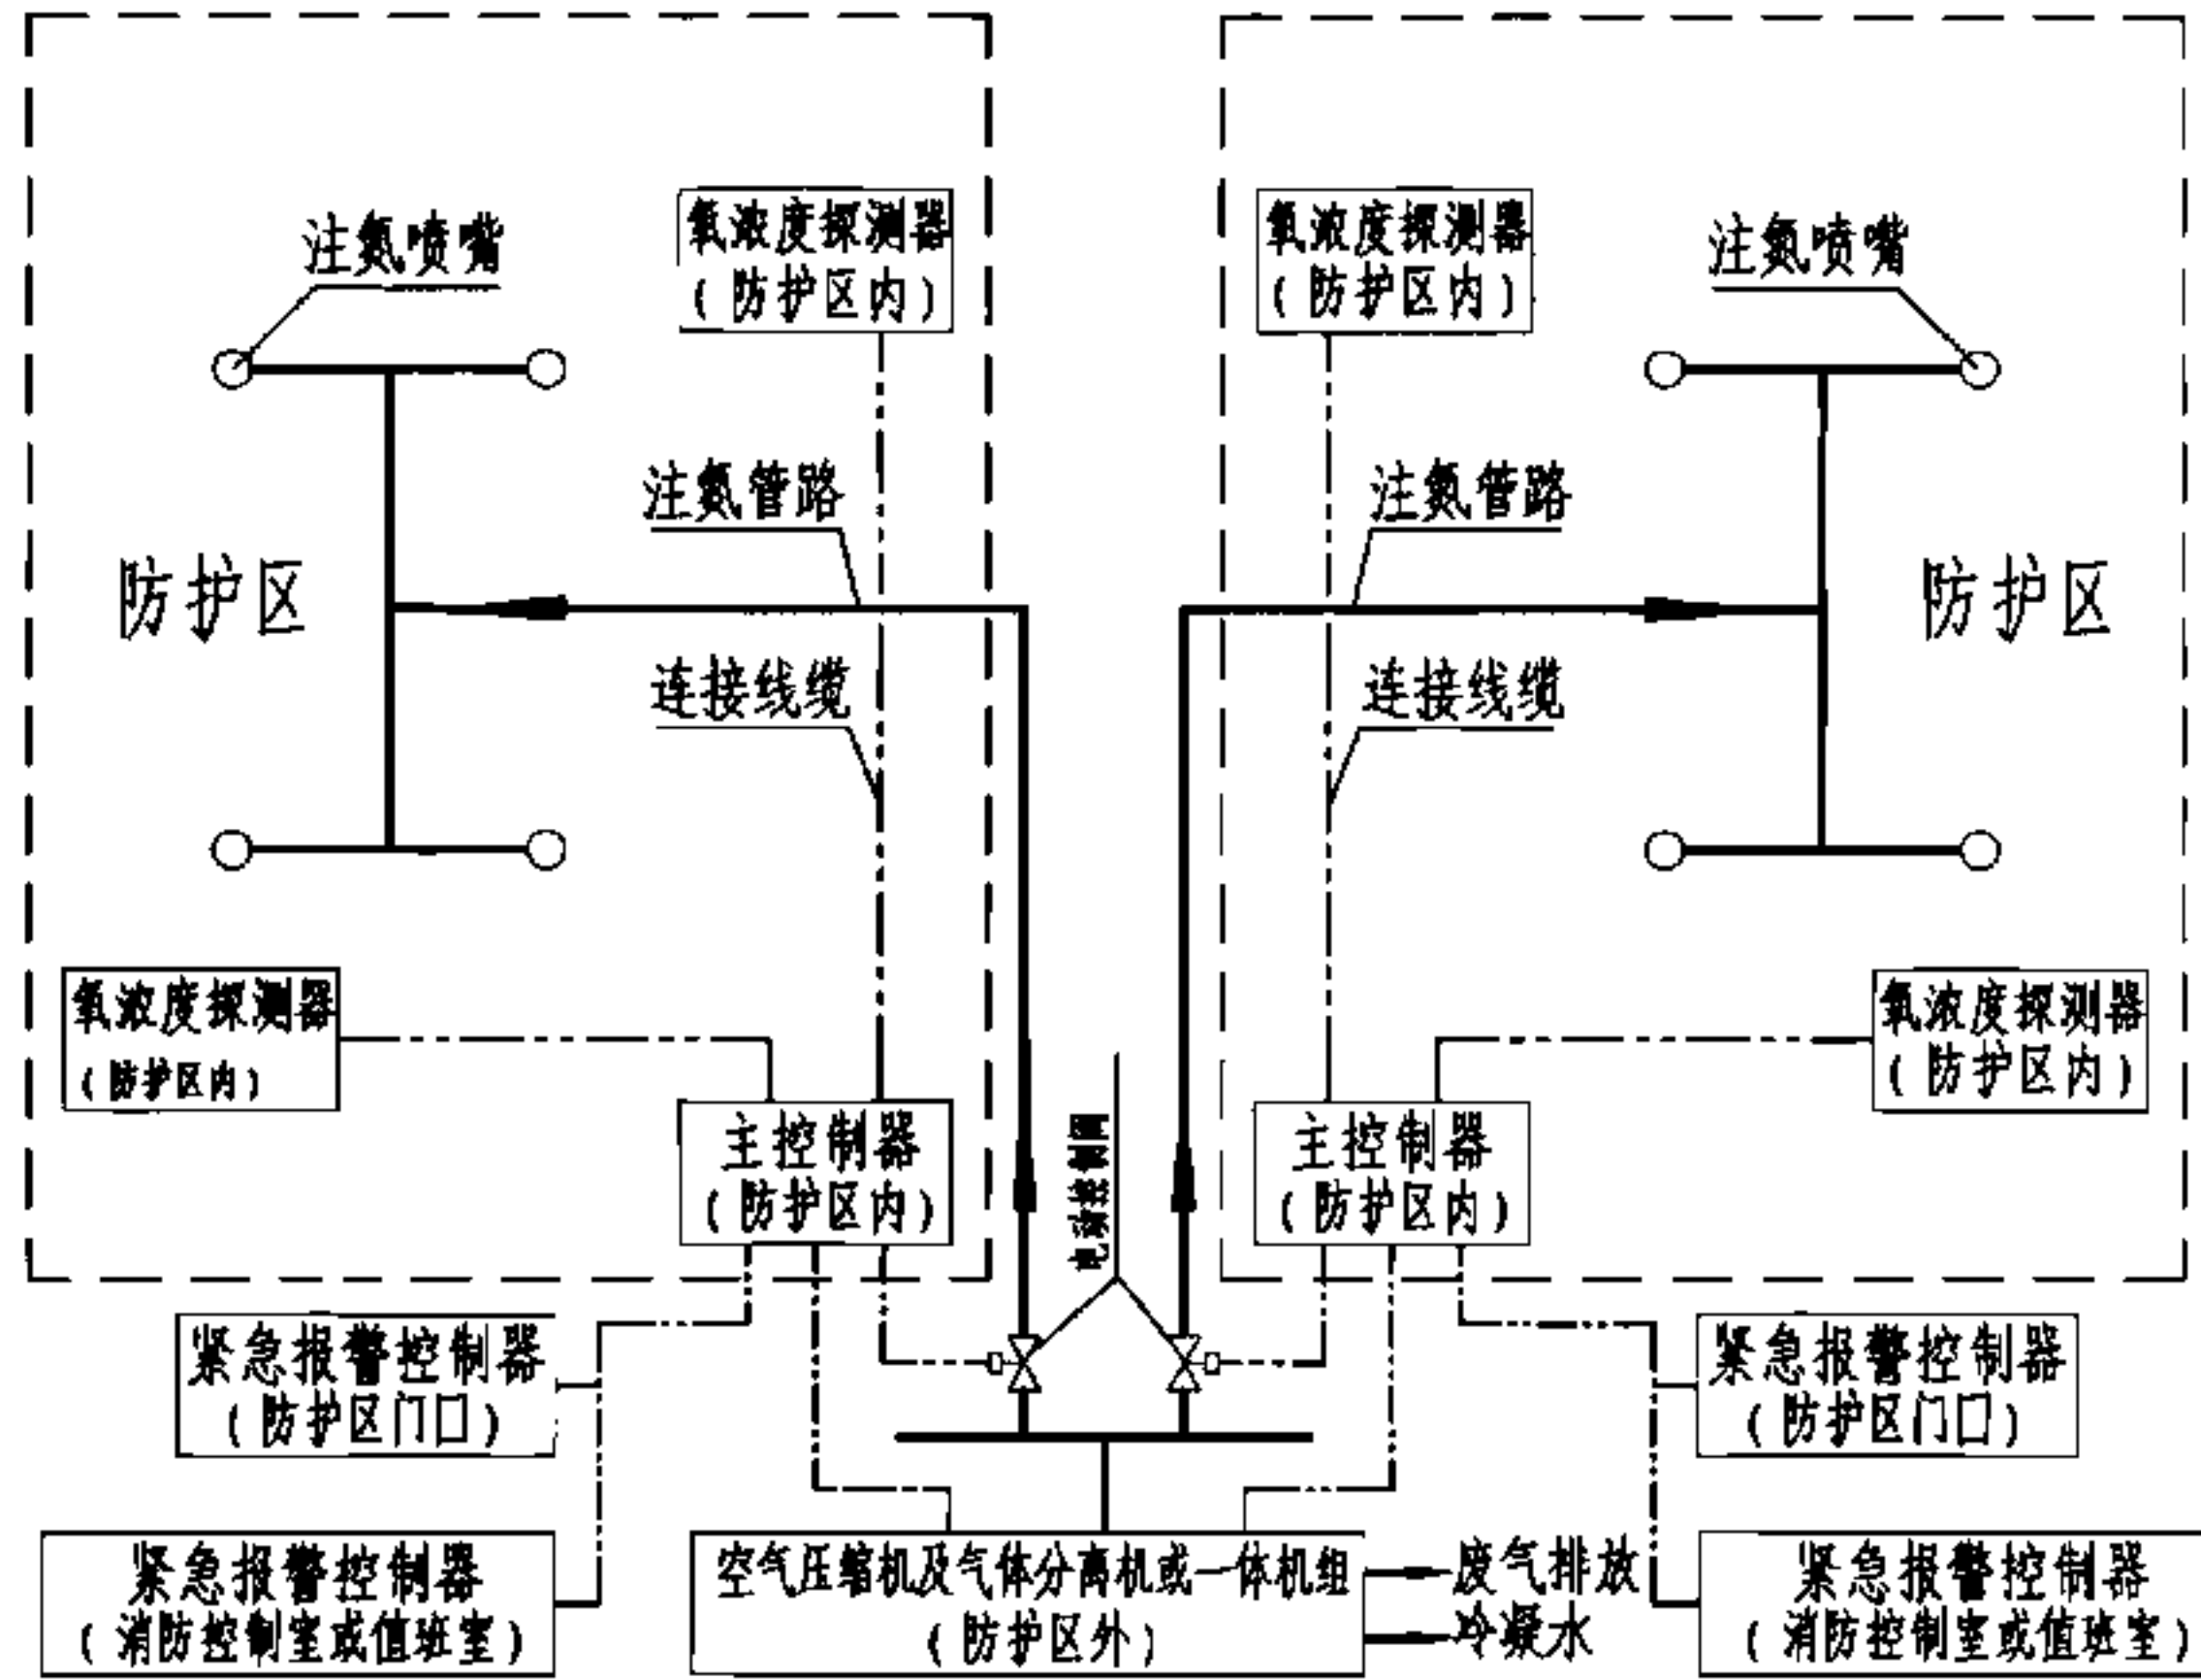 注氮喷嘴
氧浓度探测器
(防护区内)
氧浓度探测器
(防护区内)
注氮喷嘴
注氮管路
注氮管路
防护区
防护区
连接线缆
连接线缆
氧浓度探测器
(防护区内)
氧浓度探测器
(防护区内)
主控制器
(防护区内)
电动控制阀
主控制器
(防护区内)
紧急报警控制器
(防护区门口)
紧急报警控制器
(防护区门口)
紧急报警控制器
(消防控制室或值班室)
空气压缩机及气体分离机或一体机组
(防护区外)
废气排放
冷凝水
紧急报警控制器
(消防控制室或值班室)